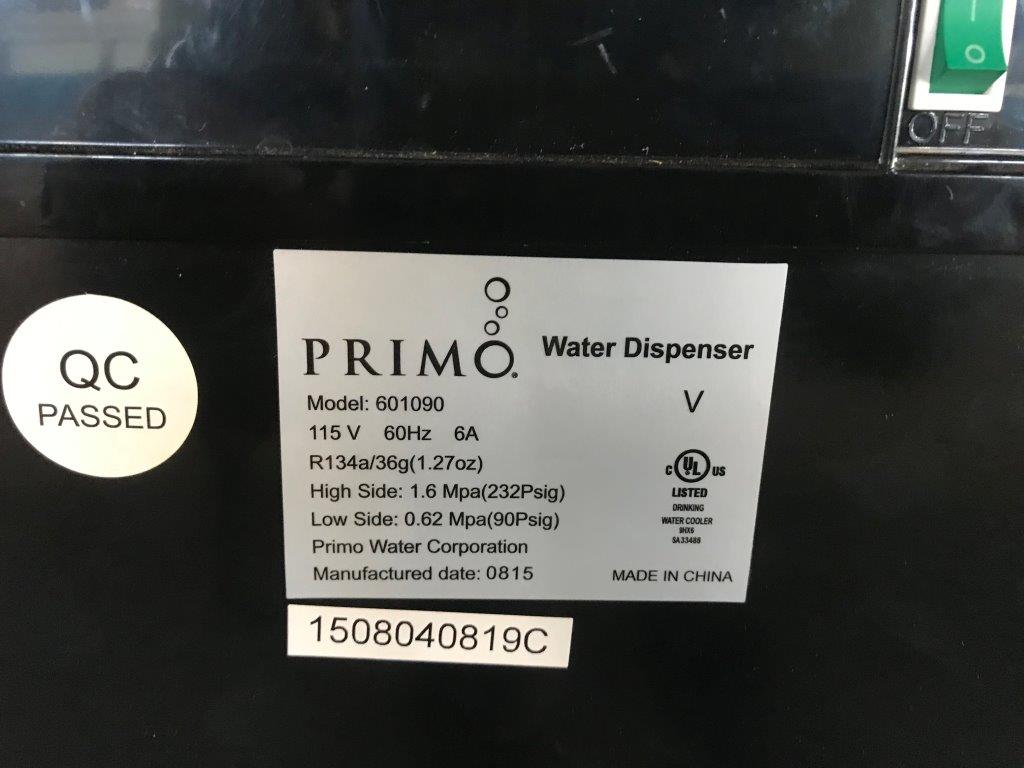 OFF
QC
PASSED
PRIMO
Water Dispenser
Model: 601090
V
115 V 60Hz 6A
R134a/36g(1.27oz)
High Side: 1.6 Mpa(232Psig)
Low Side: 0.62 Mpa(90Psig)
Primo Water Corporation
Manufactured date: 0815
C UL US
LISTED
DRINKING
WATER COOLER
9HX6
SA33488
MADE IN CHINA
1508040819C